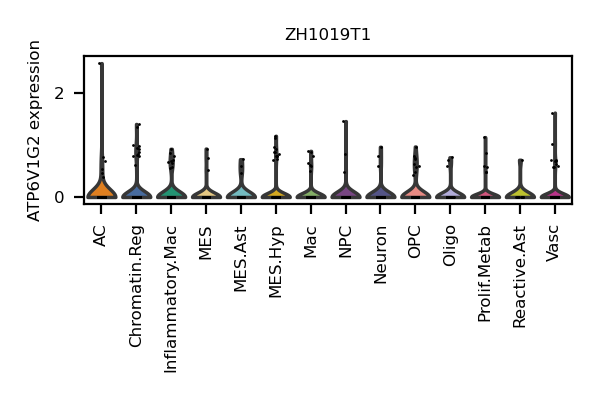 ZH1019T1
ATP6V1G2 expression
2
0
AC
Chromatin.Reg
Inflammatory.Mac
MES
MES.Ast
MES.Hyp
Mac
NPC
Neuron
OPC
Oligo
Prolif.Metab
Reactive.Ast
Vasc